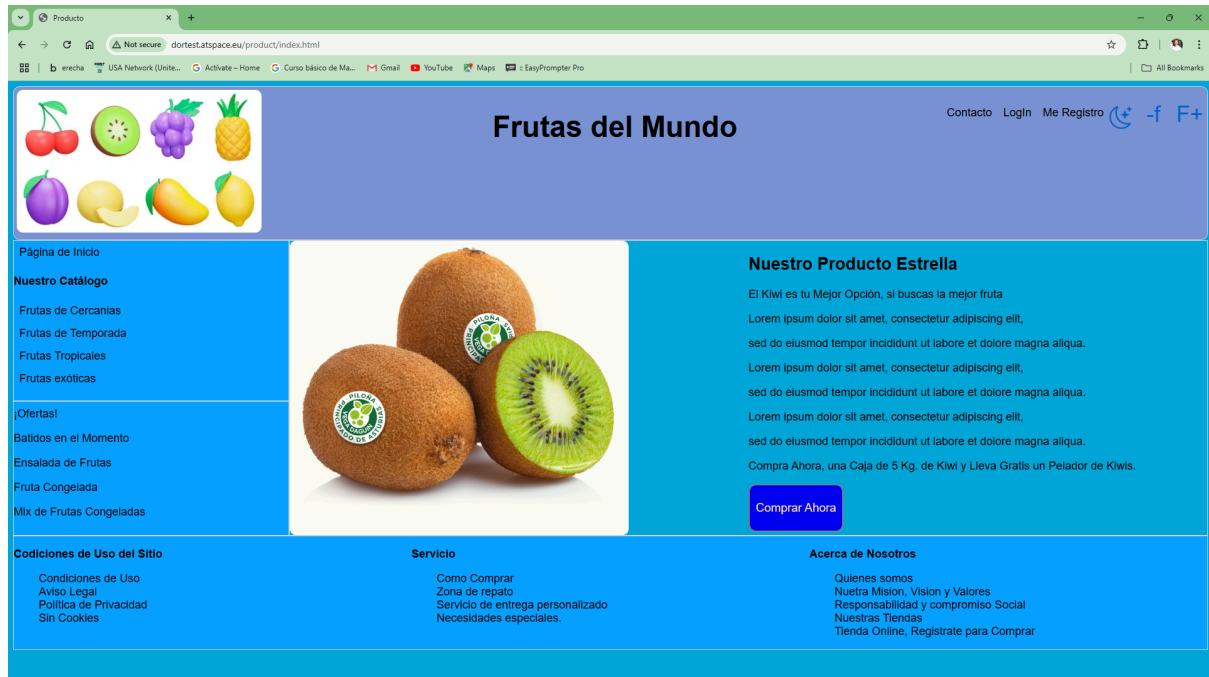 Producto
Not secure dortest.atspace.eu/product/index.html
b erecha USA Network (Unite... Activate – Home Curso básico de Ma... Gmail YouTube Maps :: EasyPrompter Pro All Bookmarks
Frutas del Mundo
Contacto LogIn Me Registro -f F+
Página de Inicio
Nuestro Catálogo
Frutas de Cercanias
Frutas de Temporada
Frutas Tropicales
Frutas exóticas
¡Ofertas!
Batidos en el Momento
Ensalada de Frutas
Fruta Congelada
Mix de Frutas Congeladas
PILOÑA
PRINCIPADO DE ASTURIAS
Nuestro Producto Estrella
El Kiwi es tu Mejor Opción, si buscas la mejor fruta
Lorem ipsum dolor sit amet, consectetur adipiscing elit,
sed do eiusmod tempor incididunt ut labore et dolore magna aliqua.
Lorem ipsum dolor sit amet, consectetur adipiscing elit,
sed do eiusmod tempor incididunt ut labore et dolore magna aliqua.
Lorem ipsum dolor sit amet, consectetur adipiscing elit,
sed do eiusmod tempor incididunt ut labore et dolore magna aliqua.
Compra Ahora, una Caja de 5 Kg. de Kiwi y Lleva Gratis un Pelador de Kiwis.
Comprar Ahora
Codiciones de Uso del Sitio
Condiciones de Uso
Aviso Legal
Política de Privacidad
Sin Cookies
Servicio
Como Comprar
Zona de repato
Servicio de entrega personalizado
Necesidades especiales.
Acerca de Nosotros
Quienes somos
Nuetra Mision, Vision y Valores
Responsabilidad y compromiso Social
Nuestras Tiendas
Tienda Online, Registrate para Comprar